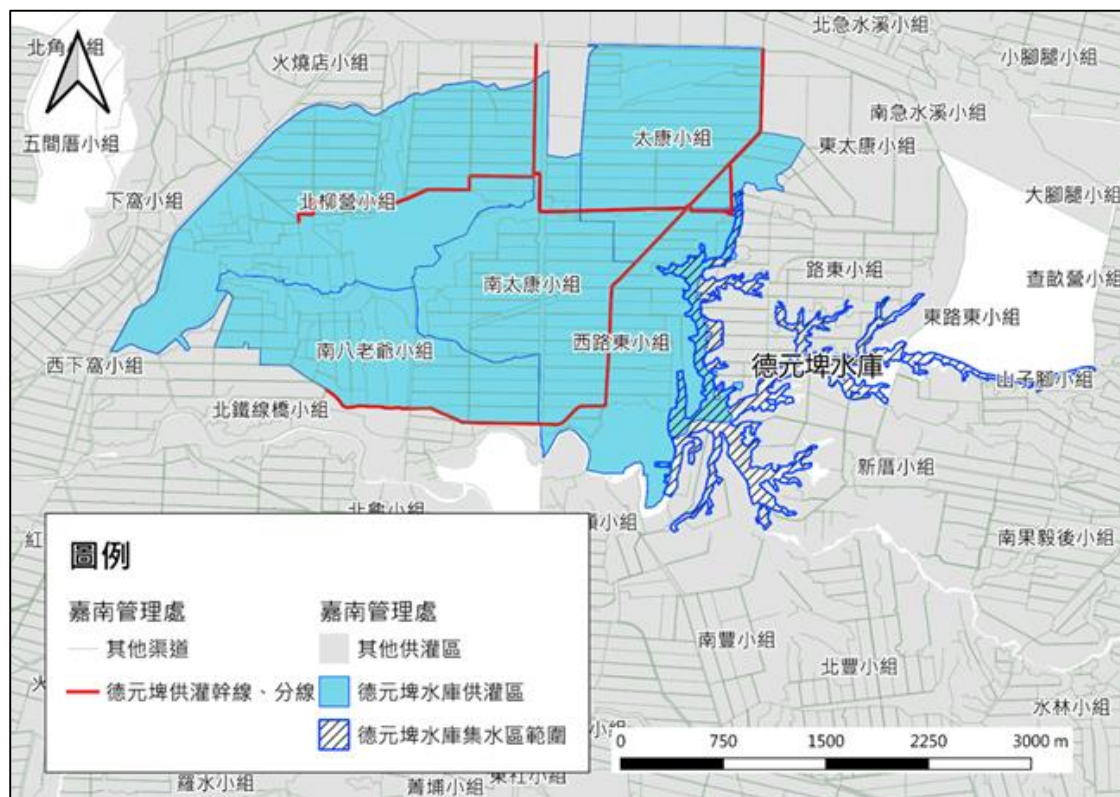 北急水溪小組
北角小組
火燒店小組
小腳腿小組
南急水溪小組
五間厝小組
太康小組
東太康小組
下窩小組
北柳營小組
大腳腿小組
路東小組
查畝營小組
南太康小組
東路東小組
西路東小組
南八老爺小組
德元埤水庫
西下窩小組
山子腳小組
北鐵線橋小組
新厝小組
小組
南果毅後小組
紅
圖例
嘉南管理處
其他渠道
德元埤供灌幹線、分線
嘉南管理處
其他供灌區
德元埤水庫供灌區
德元埤水庫集水區範圍
南豐小組
北豐小組
火
水林小組
小組
0 750 1500 2250 3000 m
羅水小組
菁埔小組